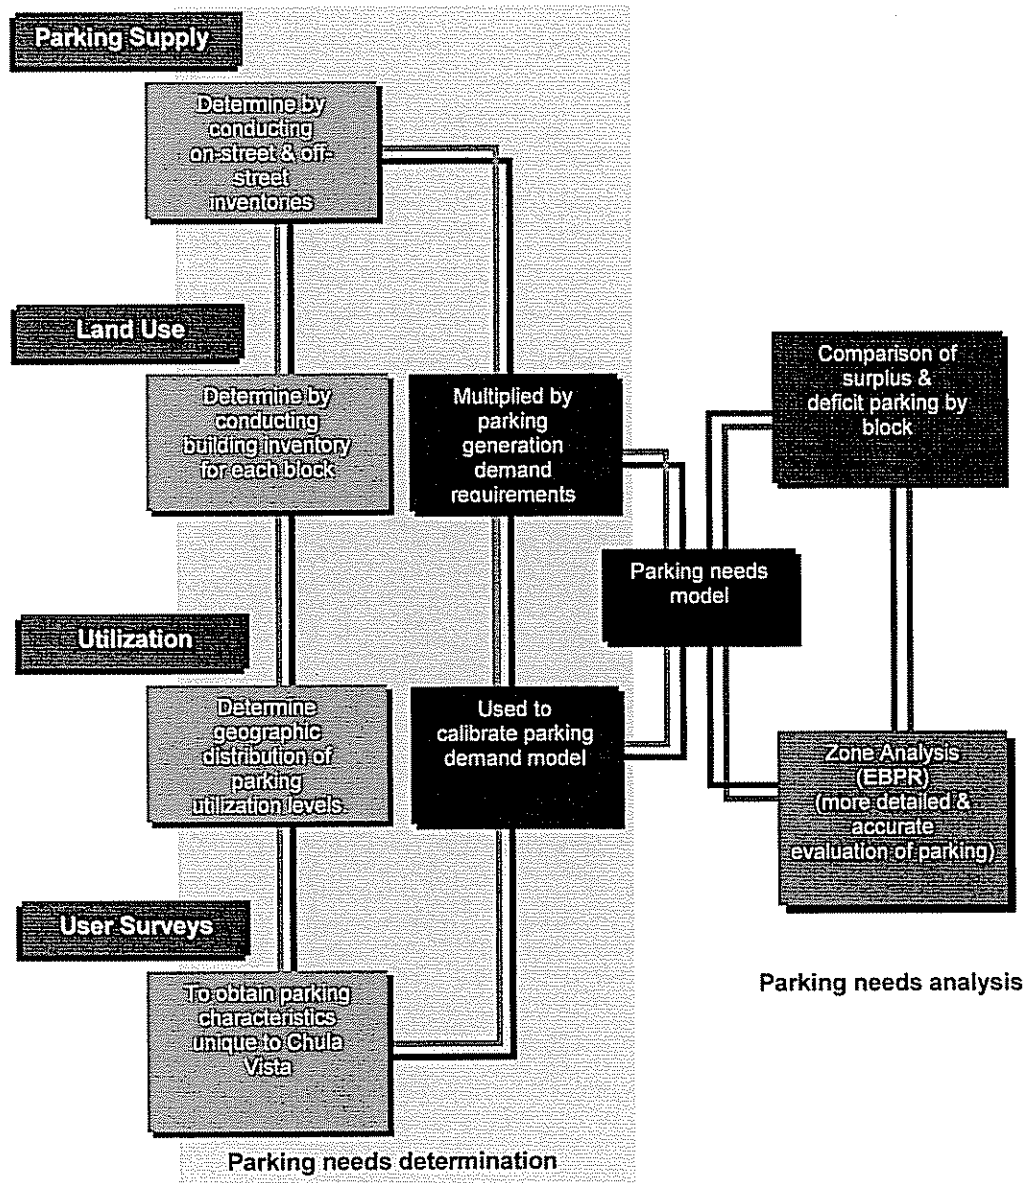 Parking Supply
Determine by
conducting
on-street & off-
street
inventories
Land Use
Determine by
conducting
building inventory
for each block
Multiplied by
parking
generation
demand
requirements
Comparison of
surplus &
deficit parking by
block
Parking needs
model
Utilization
Determine
geographic
distribution of
parking
utilization levels.
Used to
calibrate parking
demand model
Zone Analysis
(EBPR)
(more detailed &
accurate
evaluation of parking)
User Surveys
To obtain parking
characteristics
unique to Chula
Vista
Parking needs analysis
Parking needs determination